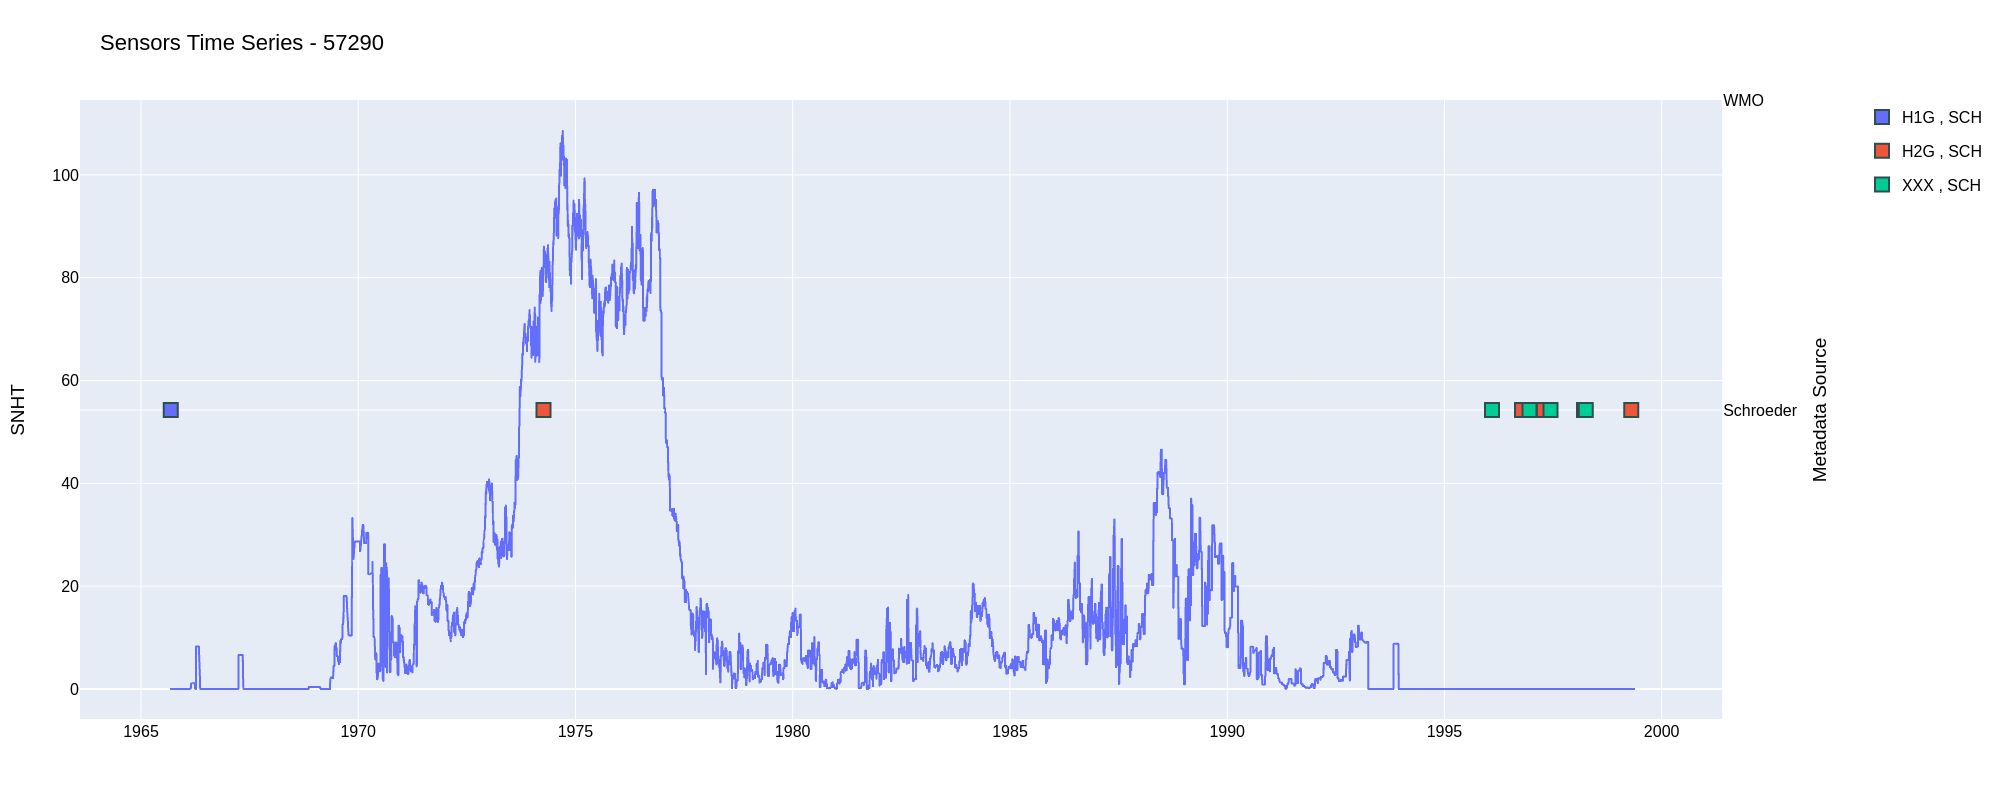 Sensors Time Series - 57290
WMO
H1G , SCH
H2G , SCH
XXX , SCH
100
80
60
40
20
0
SNHT
Schroeder
Metadata Source
1965
1970
1975
1980
1985
1990
1995
2000